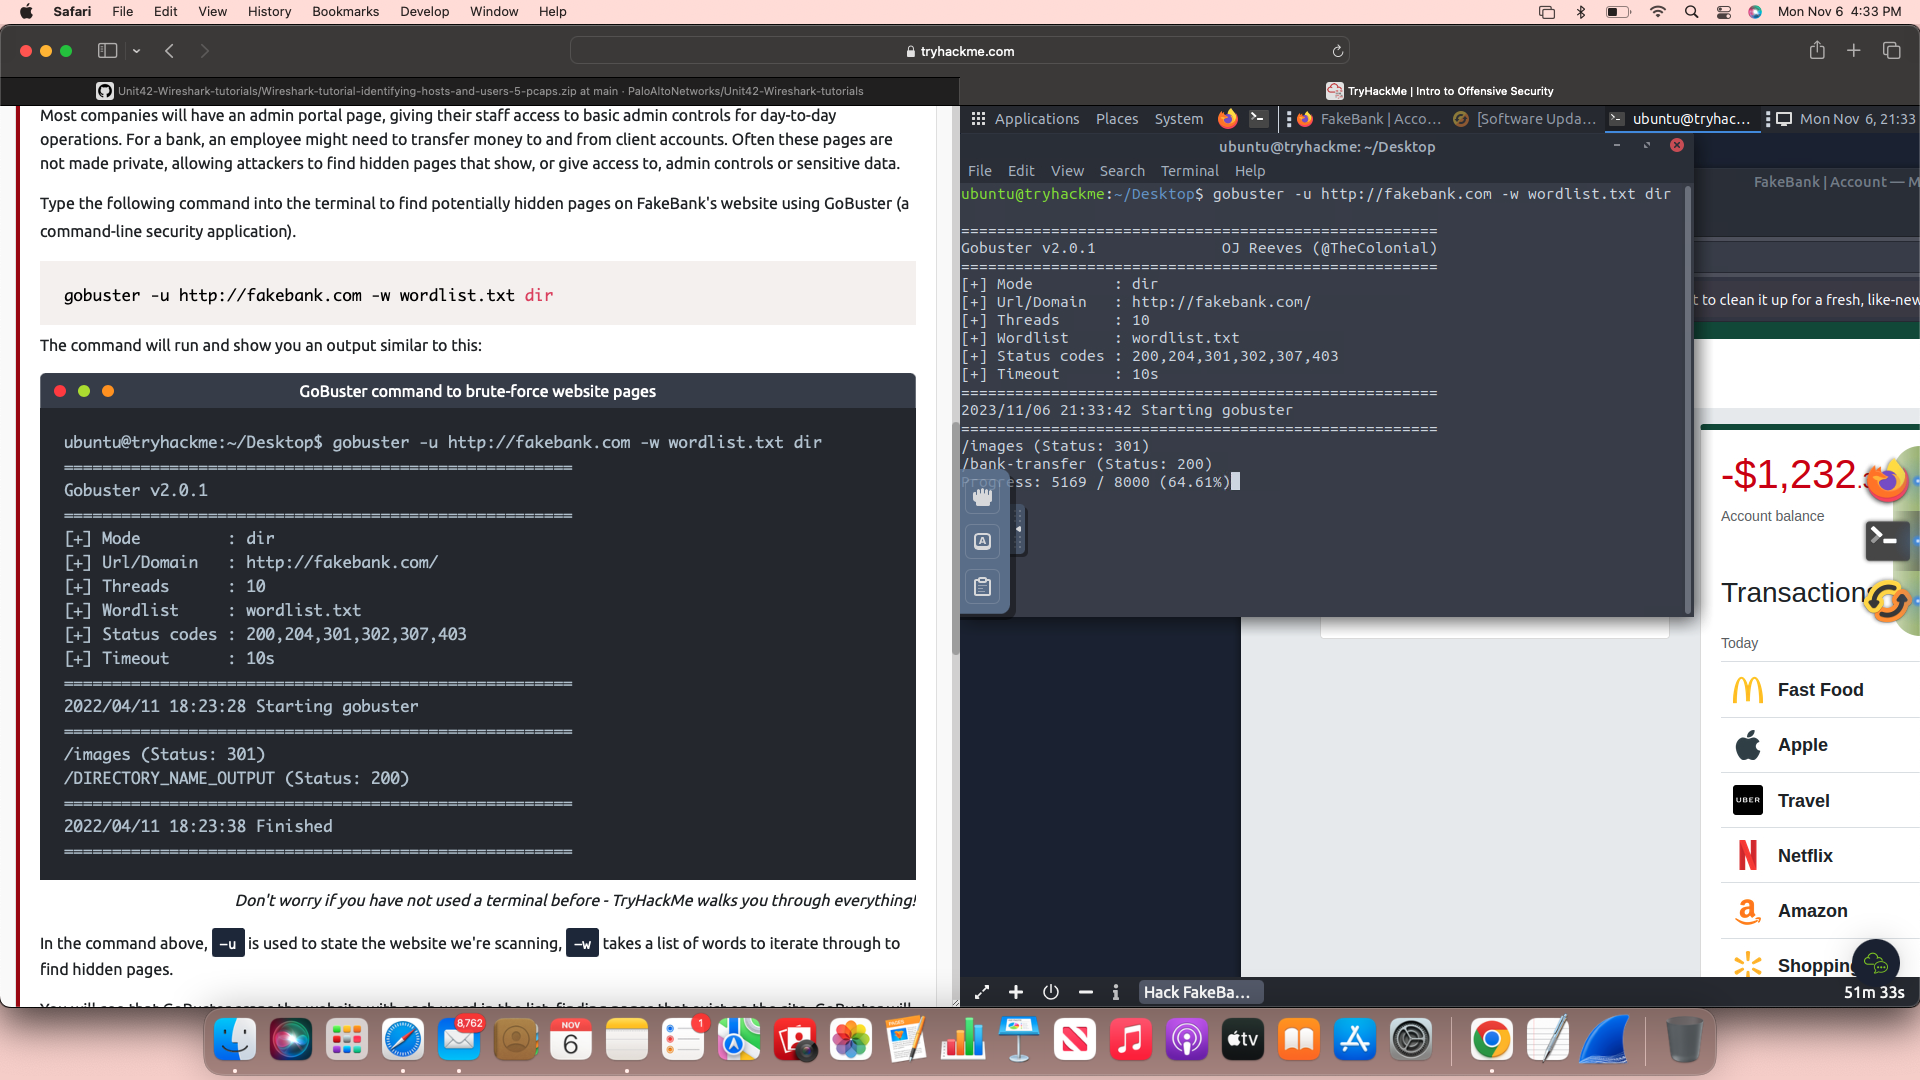 Safari File Edit View History Bookmarks Develop Window Help
Mon Nov 6 4:33 PM
tryhackme.com
Unit42-Wireshark-tutorials/Wireshark-tutorial-identifying-hosts-and-users-5-pcaps.zip at main · PaloAltoNetworks/Unit42-Wireshark-tutorials
TryHackMe | Intro to Offensive Security
Most companies will have an admin portal page, giving their staff access to basic admin controls for day-to-day
operations. For a bank, an employee might need to transfer money to and from client accounts. Often these pages are
not made private, allowing attackers to find hidden pages that show, or give access to, admin controls or sensitive data.
Type the following command into the terminal to find potentially hidden pages on FakeBank's website using GoBuster (a
command-line security application).
gobuster -u http://fakebank.com -w wordlist.txt dir
The command will run and show you an output similar to this:
GoBuster command to brute-force website pages
ubuntu@tryhackme:~/Desktop$ gobuster -u http://fakebank.com -w wordlist.txt dir
=====================================================
Gobuster v2.0.1
=====================================================
[+] Mode : dir
[+] Url/Domain : http://fakebank.com/
[+] Threads : 10
[+] Wordlist : wordlist.txt
[+] Status codes : 200,204,301,302,307,403
[+] Timeout : 10s
=====================================================
2022/04/11 18:23:28 Starting gobuster
=====================================================
/images (Status: 301)
/DIRECTORY_NAME_OUTPUT (Status: 200)
=====================================================
2022/04/11 18:23:38 Finished
=====================================================
Don't worry if you have not used a terminal before - TryHackMe walks you through everything!
In the command above, -u is used to state the website we're scanning, -w takes a list of words to iterate through to
find hidden pages.
Applications Places System
FakeBank | Acco...
[Software Upda...
ubuntu@tryhac...
Mon Nov 6, 21:33
ubuntu@tryhackme: ~/Desktop
File Edit View Search Terminal Help
ubuntu@tryhackme:~/Desktop$ gobuster -u http://fakebank.com -w wordlist.txt dir
=====================================================
Gobuster v2.0.1 OJ Reeves (@TheColonial)
=====================================================
[+] Mode : dir
[+] Url/Domain : http://fakebank.com/
[+] Threads : 10
[+] Wordlist : wordlist.txt
[+] Status codes : 200,204,301,302,307,403
[+] Timeout : 10s
=====================================================
2023/11/06 21:33:42 Starting gobuster
=====================================================
/images (Status: 301)
/bank-transfer (Status: 200)
Progress: 5169 / 8000 (64.61%)
A
FakeBank | Account — M
t to clean it up for a fresh, like-new
-$1,232.
Account balance
Transactions
Today
Fast Food
Apple
UBER
Travel
Netflix
Amazon
Shopping
Hack FakeBa...
51m 33s
8,762
NOV
6
1
tv